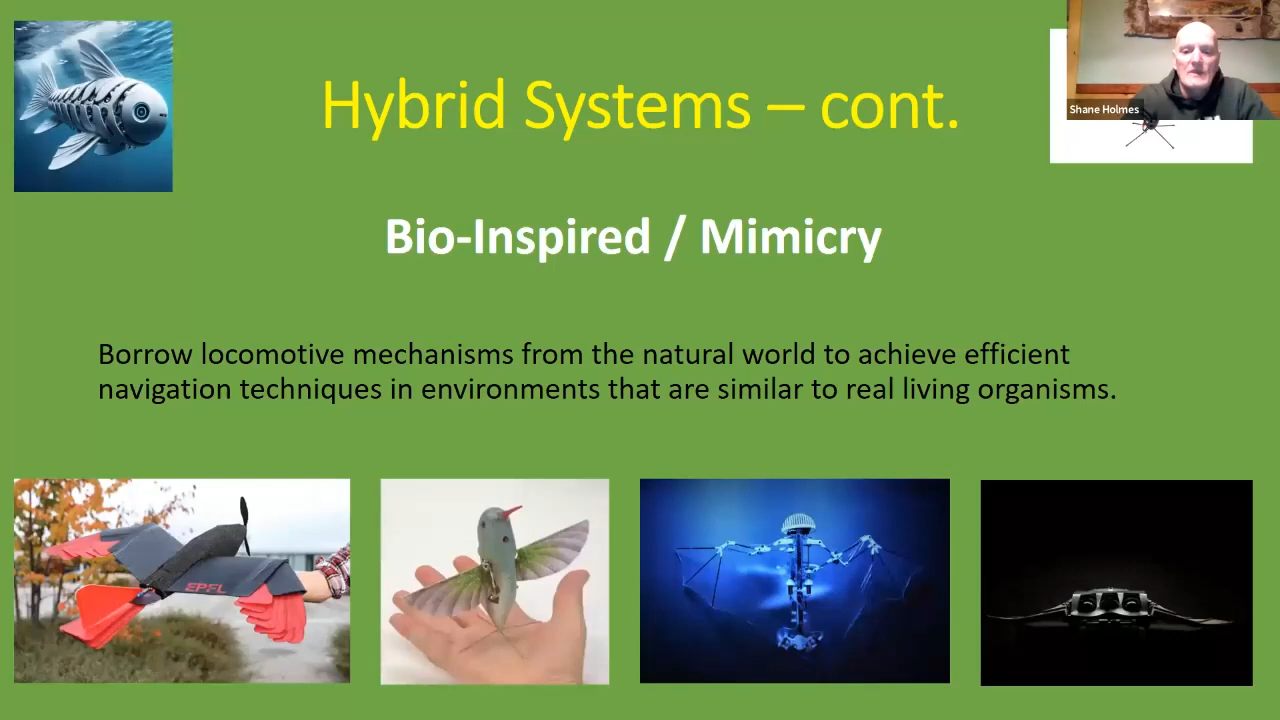 Hybrid Systems – cont.
Shane Holmes
Bio-Inspired / Mimicry
Borrow locomotive mechanisms from the natural world to achieve efficient
navigation techniques in environments that are similar to real living organisms.
EPFL